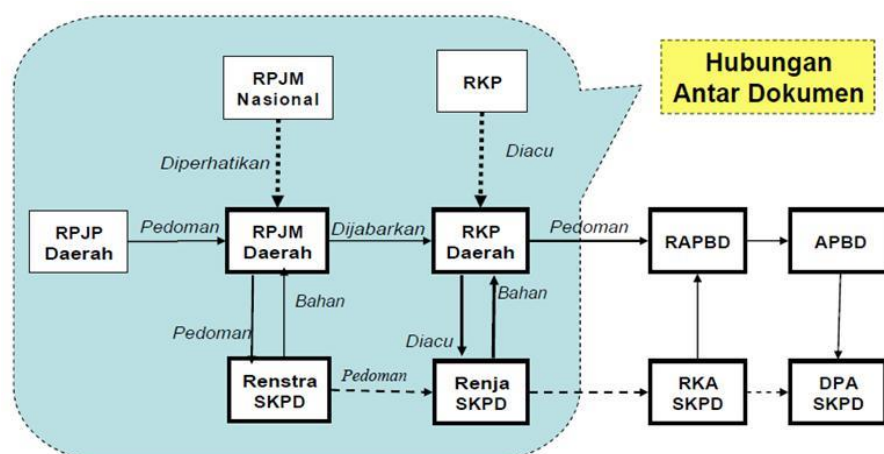 Hubungan
Antar Dokumen
RPJM
Nasional
RKP
Diperhatikan
Diacu
RPJP
Daerah
Pedoman
RPJM
Daerah
Dijabarkan
RKP
Daerah
Pedoman
RAPBD
APBD
Pedoman
Bahan
Diacu
Bahan
Renstra
SKPD
Pedoman
Renja
SKPD
RKA
SKPD
DPA
SKPD